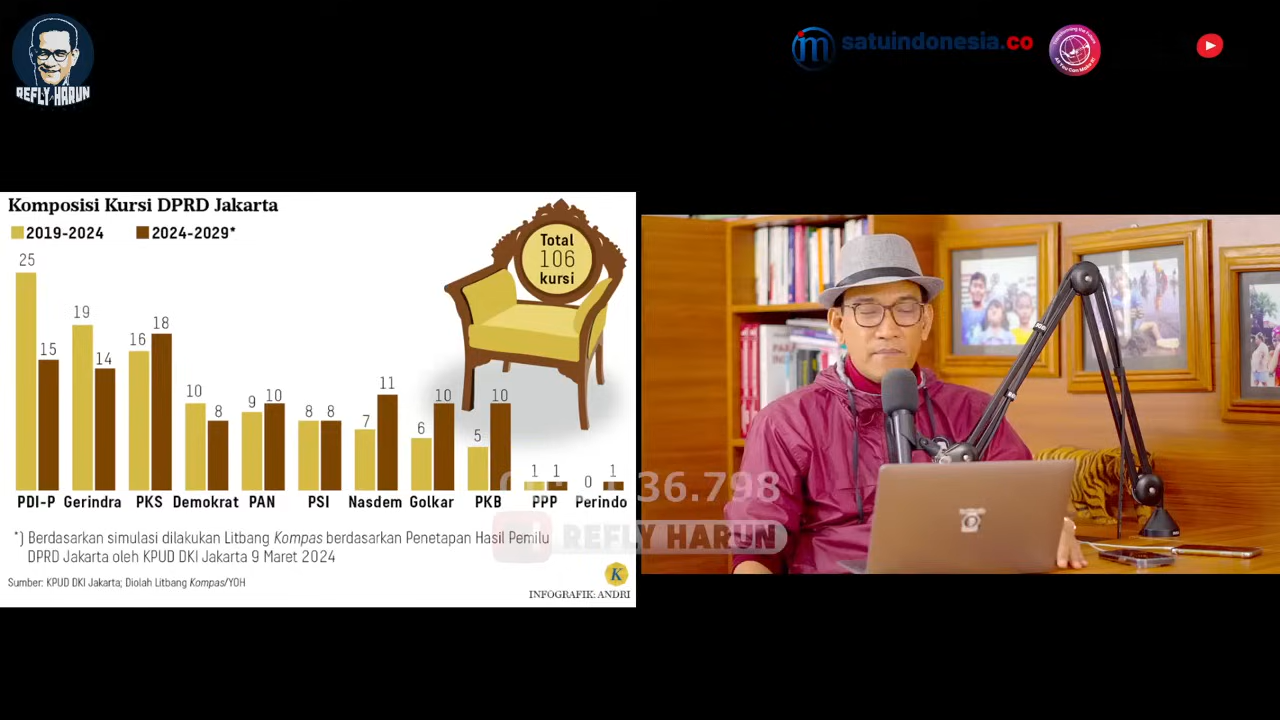 REFLY HARUN
satuindonesia.co
Komposisi Kursi DPRD Jakarta
2019-2024
2024-2029*
Total
106
kursi
25
15
19
14
16
18
10
8
9
10
8
8
7
11
6
10
5
10
1
1
0
1
PDI-P Gerindra PKS Demokrat PAN PSI Nasdem Golkar PKB PPP Perindo
36.798
REFLY HARUN
*) Berdasarkan simulasi dilakukan Litbang Kompas berdasarkan Penetapan Hasil Pemilu
DPRD Jakarta oleh KPUD DKI Jakarta 9 Maret 2024
Sumber: KPUD DKI Jakarta; Diolah Litbang Kompas/YOH
K
INFOGRAFIK: ANDRI